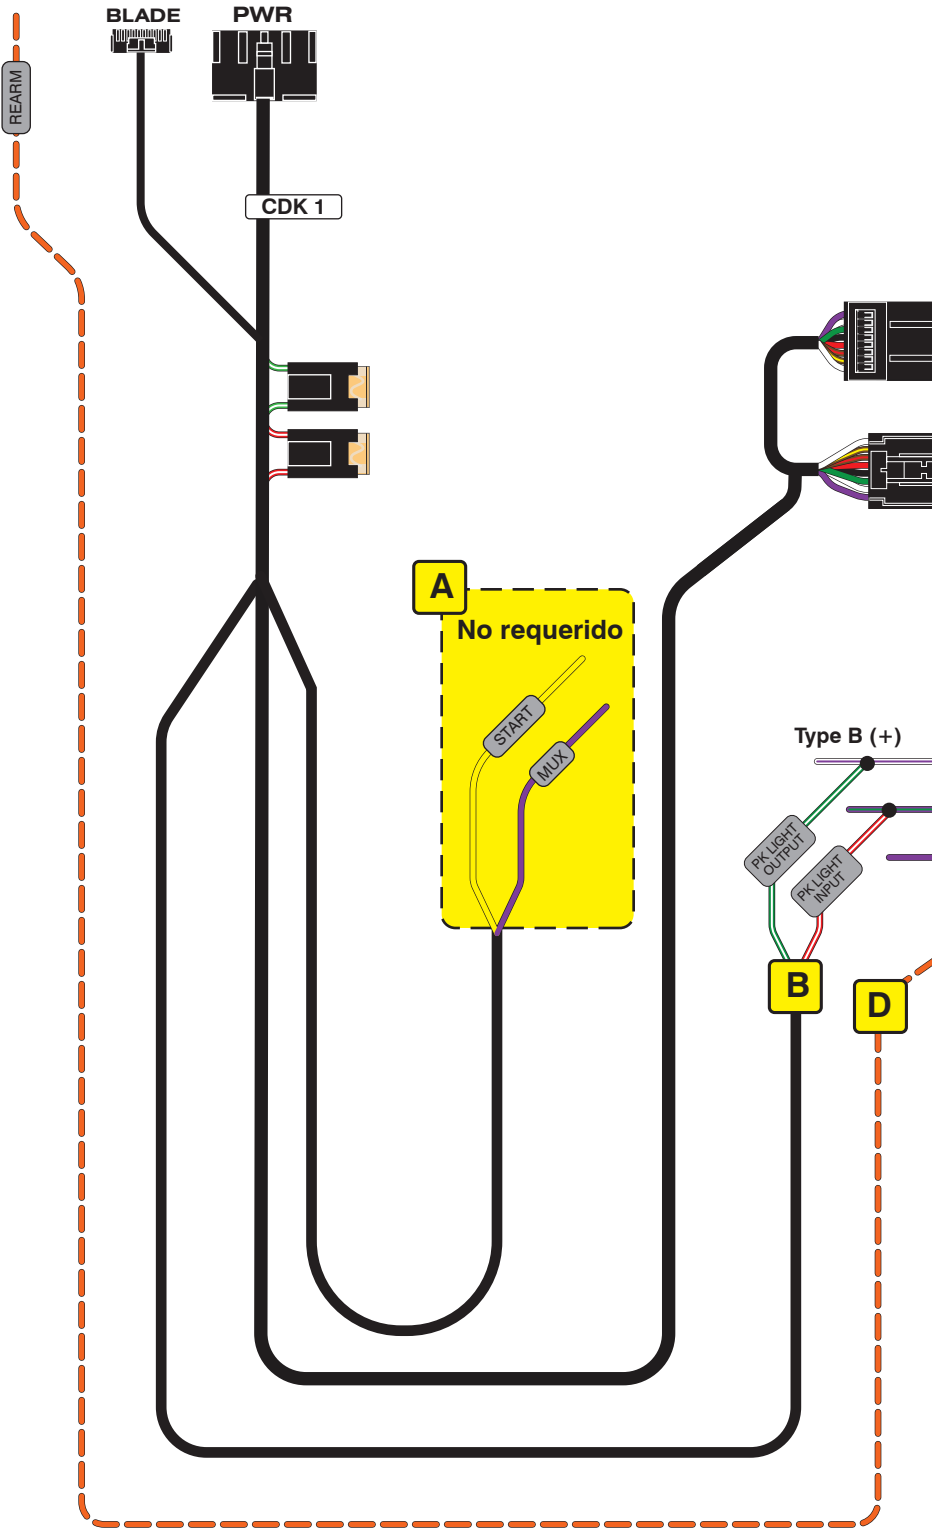 BLADE
PWR
REARM
CDK 1
A
No requerido
START
MUX
Type B (+)
PK LIGHT
OUTPUT
PK LIGHT
INPUT
B
D